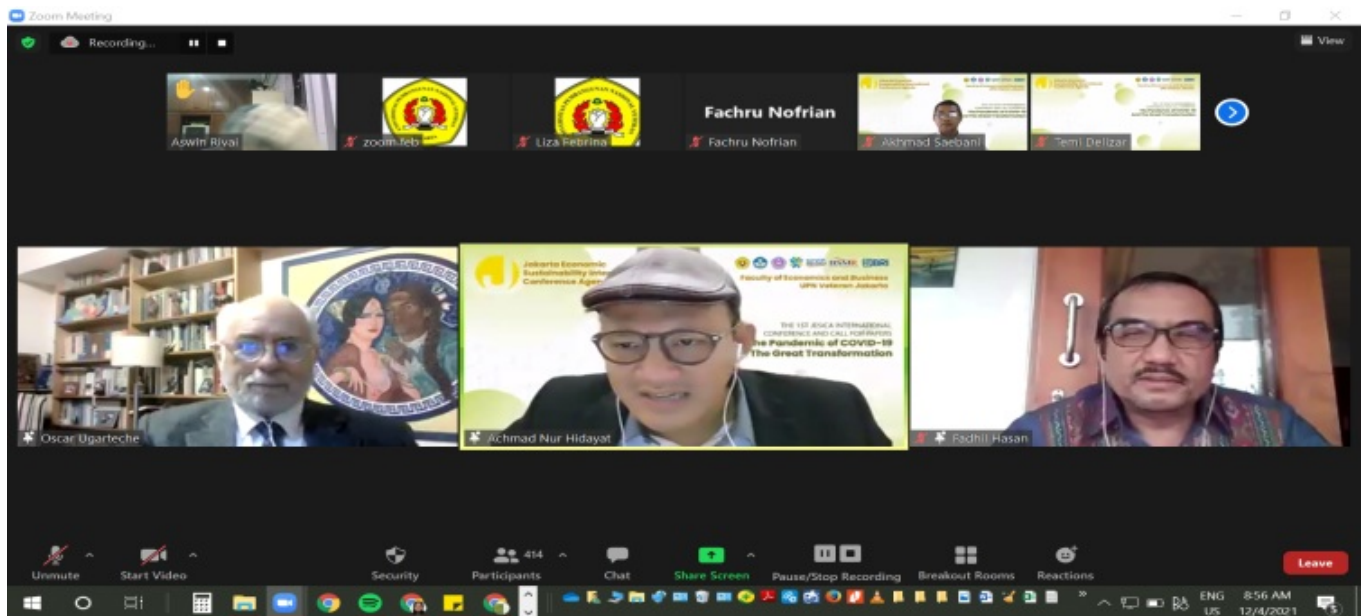 Zoom Meeting
Recording...
View
Aswin Rivai
zoom feb
Liza Febrina
Fachru Nofrian
Fachru Nofrian
Akhmad Saebani
Temi Delizar
Oscar Ugarteche
Jakarta Economic
Sustainability
Conference
Faculty of Economics and Business
UPN Veteran Jakarta
THE 1ST JESICA INTERNATIONAL
CONFERENCE AND CALL FOR PAPERS
he Pandemic of COVID-19
The Great Transformation
Achmad Nur Hidayat
Fadhil Hasan
Unmute
Start Video
Security
414
Participants
Chat
Share Screen
Pause/Stop Recording
Breakout Rooms
Reactions
Leave
ENG
US
8:56 AM
12/4/2021